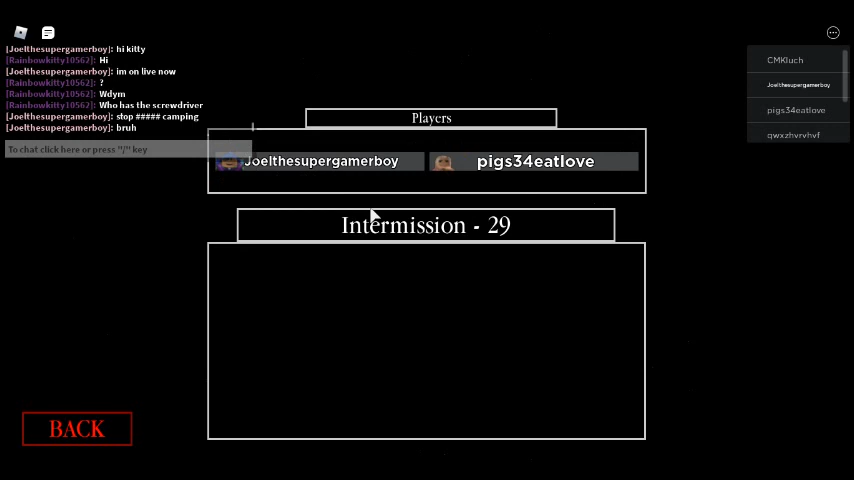 [Joelthesupergamerboy]: hi kitty
[Rainbowkitty10562]: Hi
[Joelthesupergamerboy]: im on live now
[Rainbowkitty10562]: ?
[Rainbowkitty10562]: Wdym
[Rainbowkitty10562]: Who has the screwdriver
[Joelthesupergamerboy]: stop ##### camping
[Joelthesupergamerboy]: bruh
To chat click here or press "/" key
CMKluch
Joelthesupergamerboy
pigs34eatlove
qwxzhvrvhvf
Players
Joelthesupergamerboy
pigs34eatlove
Intermission - 29
BACK